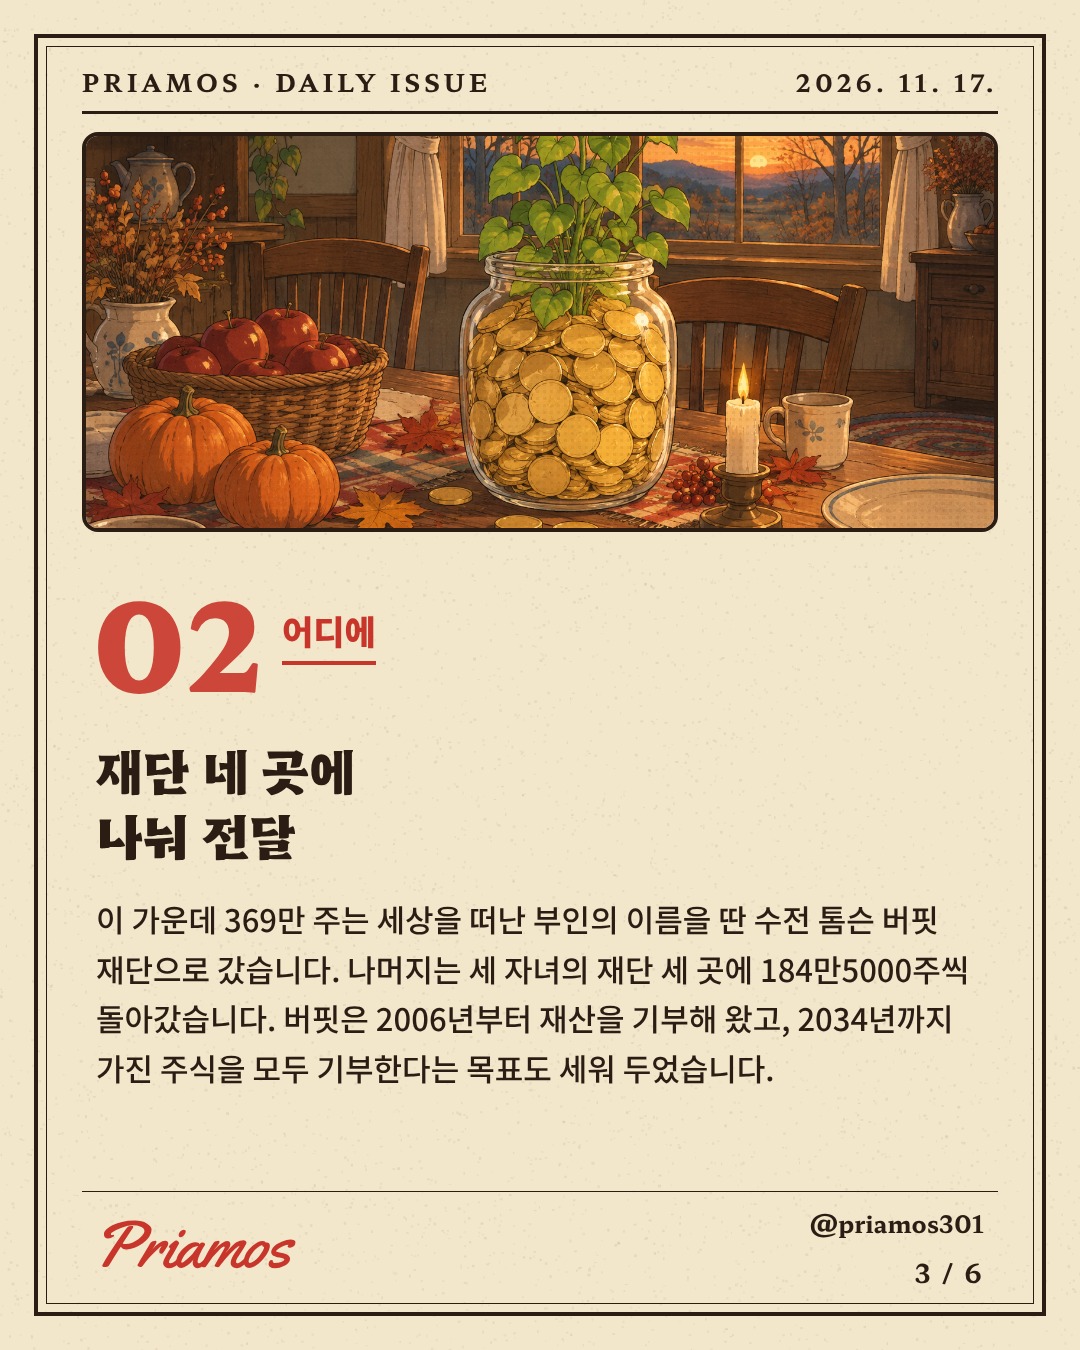 PRIAMOS · DAILY ISSUE
2026. 11. 17.
02
어디에
재단 네 곳에
나눠 전달
이 가운데 369만 주는 세상을 떠난 부인의 이름을 딴 수전 톰슨 버핏
재단으로 갔습니다. 나머지는 세 자녀의 재단 세 곳에 184만5000주씩
돌아갔습니다. 버핏은 2006년부터 재산을 기부해 왔고, 2034년까지
가진 주식을 모두 기부한다는 목표도 세워 두었습니다.
Priamos
@priamos301
3 / 6